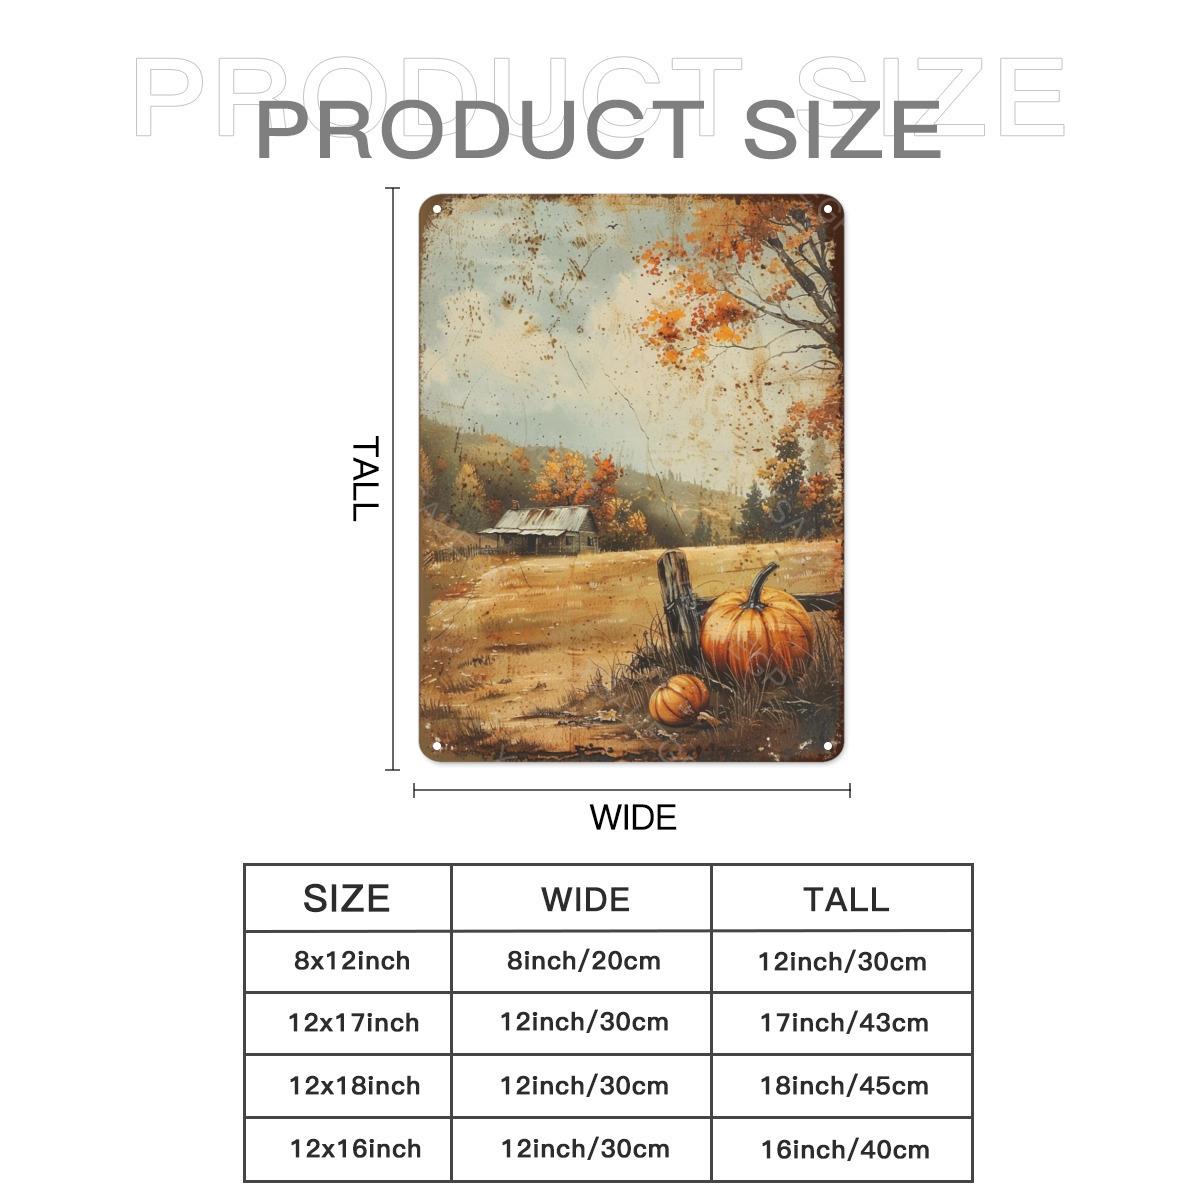 PRODUCT SIZE
PRODUCT SIZE
TALL
WIDE
SIZE WIDE TALL
8x12inch 8inch/20cm 12inch/30cm
12x17inch 12inch/30cm 17inch/43cm
12x18inch 12inch/30cm 18inch/45cm
12x16inch 12inch/30cm 16inch/40cm